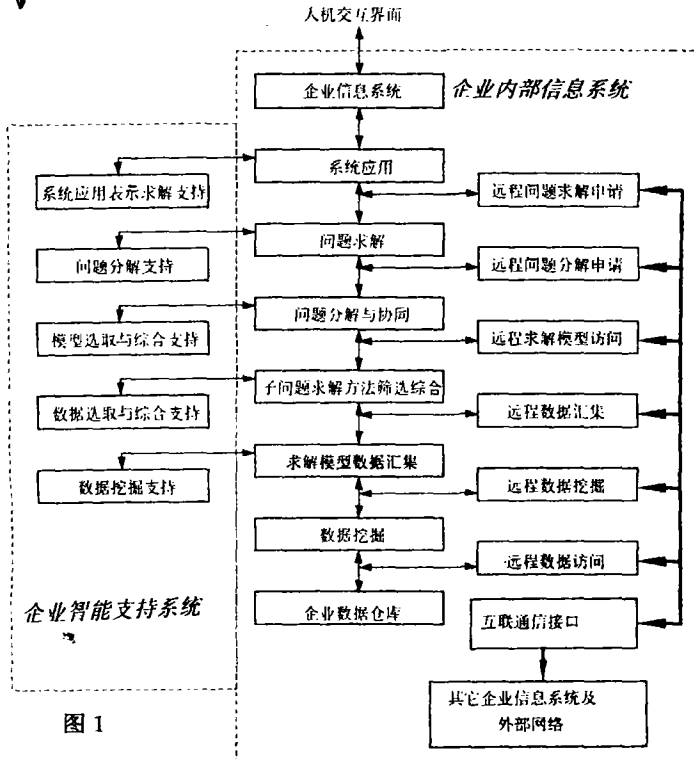 人机交互界面
企业信息系统
企业内部信息系统
系统应用
系统应用表示求解支持
远程问题求解申请
问题求解
问题分解支持
远程问题分解申请
问题分解与协同
模型选取与综合支持
远程求解模型访问
子问题求解方法筛选综合
数据选取与综合支持
远程数据汇集
求解模型数据汇集
数据挖掘支持
远程数据挖掘
数据挖掘
远程数据访问
企业智能支持系统
企业数据仓库
互联通信接口
其它企业信息系统及
外部网络
图1